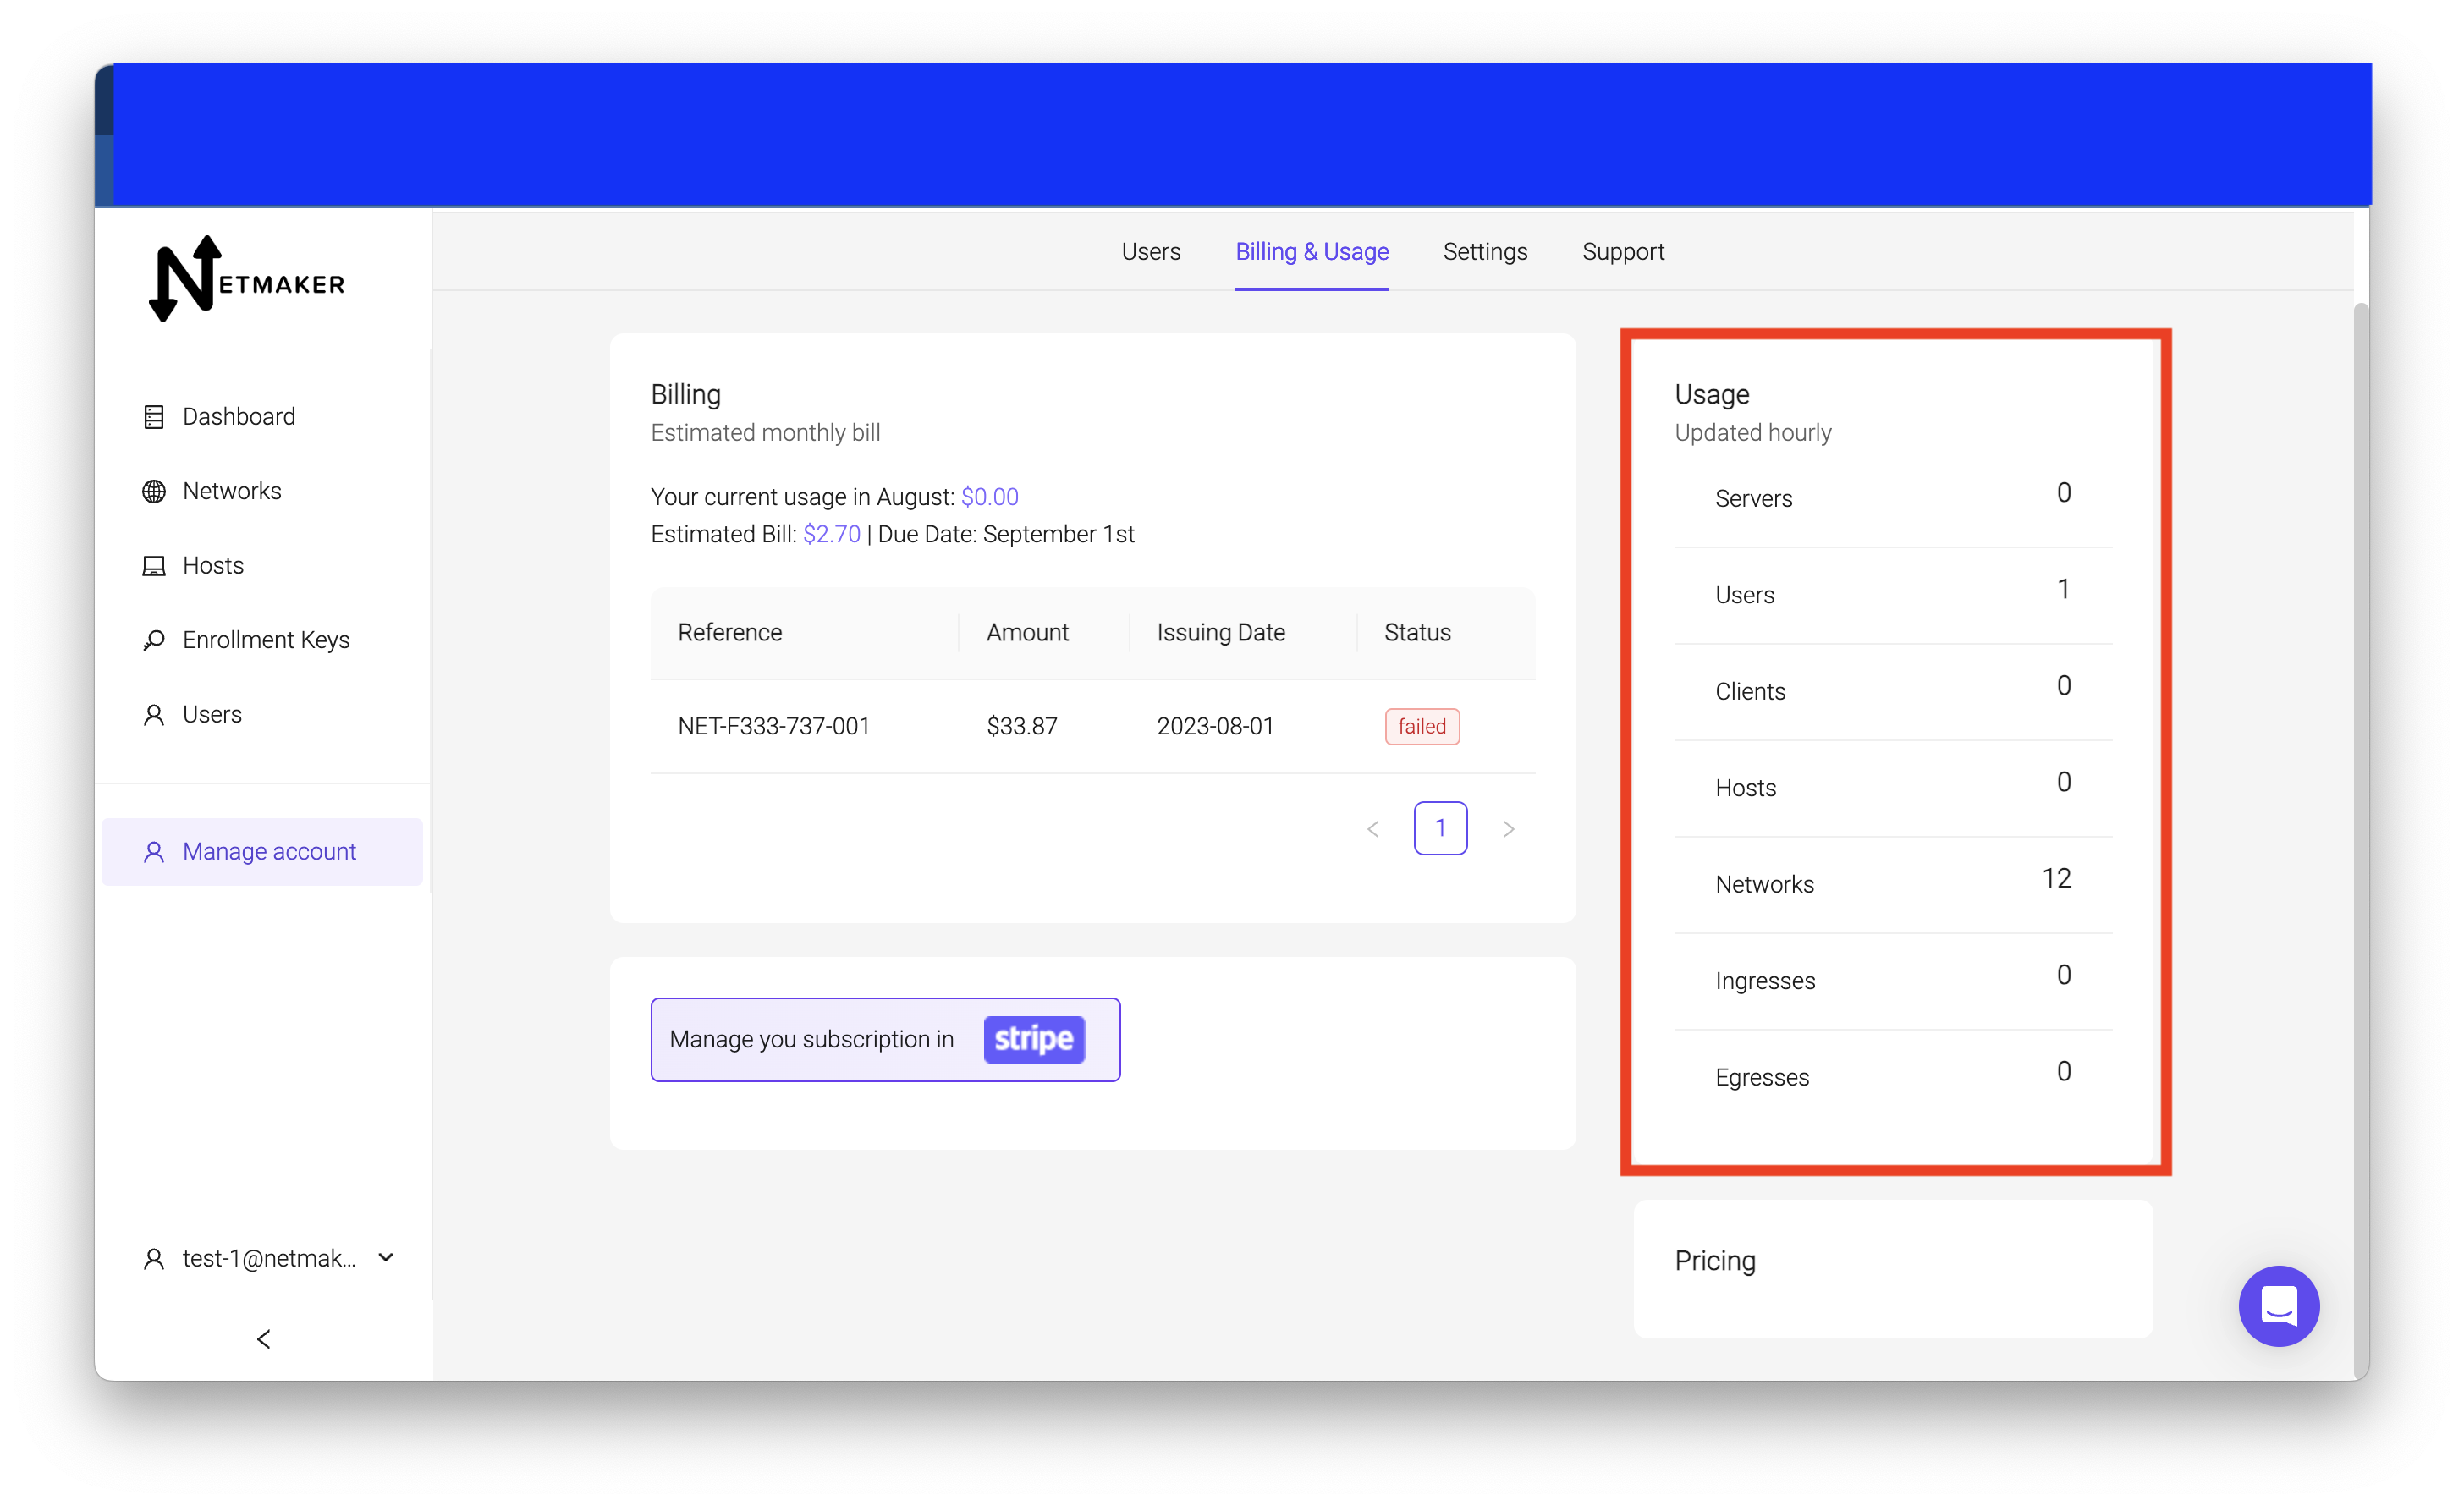 NETMAKER
Dashboard
Networks
Hosts
Enrollment Keys
Users
Manage account
test-1@netmak...
Users
Billing & Usage
Settings
Support
Billing
Estimated monthly bill
Your current usage in August: $0.00
Estimated Bill: $2.70 | Due Date: September 1st
Reference Amount Issuing Date Status
NET-F333-737-001 $33.87 2023-08-01 failed
1
Manage you subscription in stripe
Usage
Updated hourly
Servers 0
Users 1
Clients 0
Hosts 0
Networks 12
Ingresses 0
Egresses 0
Pricing